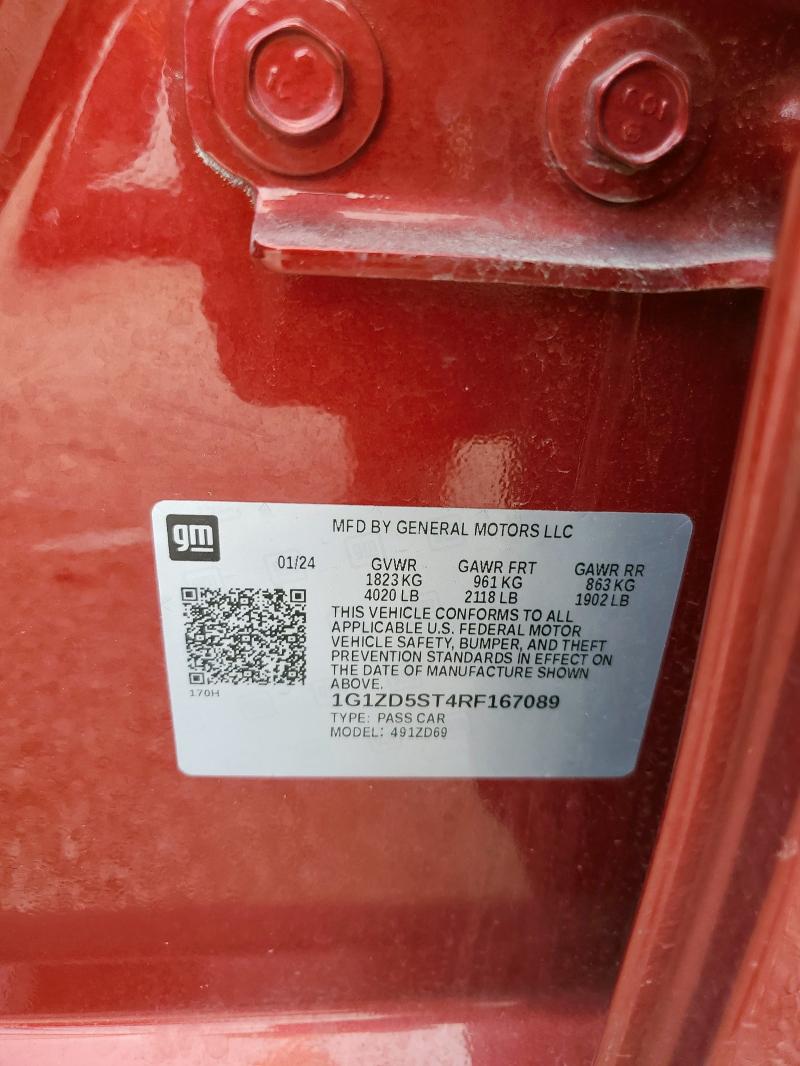 gm
MFD BY GENERAL MOTORS LLC
01/24 GVWR GAWR FRT GAWR RR
1823 KG 961 KG 863 KG
4020 LB 2118 LB 1902 LB
THIS VEHICLE CONFORMS TO ALL
APPLICABLE U.S. FEDERAL MOTOR
VEHICLE SAFETY, BUMPER, AND THEFT
PREVENTION STANDARDS IN EFFECT ON
THE DATE OF MANUFACTURE SHOWN
ABOVE.
170H
1G1ZD5ST4RF167089
TYPE: PASS CAR
MODEL: 491ZD69